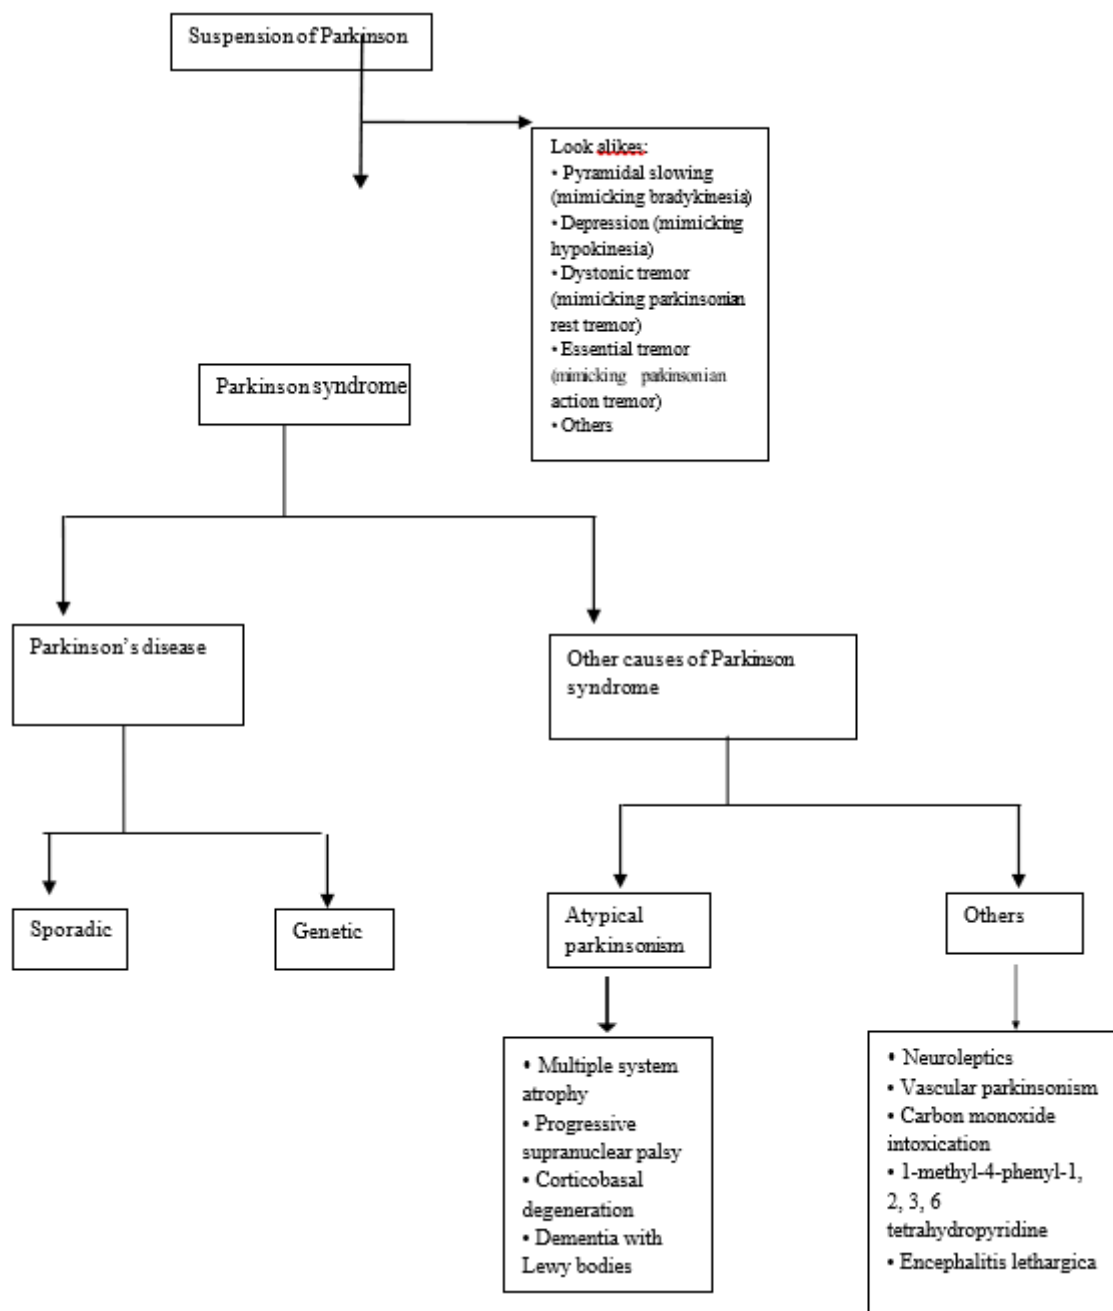 Suspension of Parkinson
Look alikes:
• Pyramidal slowing
(mimicking bradykinesia)
• Depression (mimicking
hypokinesia)
• Dystonic tremor
(mimicking parkinsonian
rest tremor)
• Essential tremor
(mimicking parkinsonian
action tremor)
• Others
Parkinson syndrome
Parkinson’s disease
Other causes of Parkinson
syndrome
Sporadic
Genetic
Atypical
parkinsonism
Others
• Multiple system
atrophy
• Progressive
supranuclear palsy
• Corticobasal
degeneration
• Dementia with
Lewy bodies
• Neuroleptics
• Vascular parkinsonism
• Carbon monoxide
intoxication
• 1-methyl-4-phenyl-1,
2, 3, 6
tetrahydropyridine
• Encephalitis lethargica